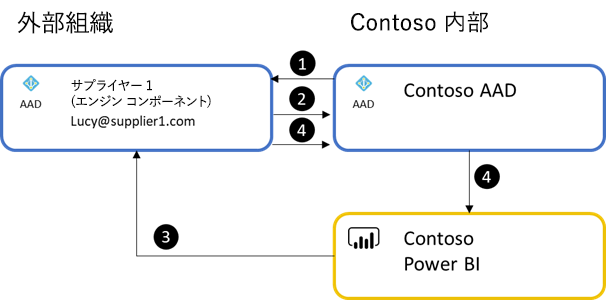 外部組織
Contoso 内部
AAD
サプライヤー 1
(エンジン コンポーネント)
Lucy@supplier1.com
1
2
4
AAD
Contoso AAD
4
3
Contoso
Power BI